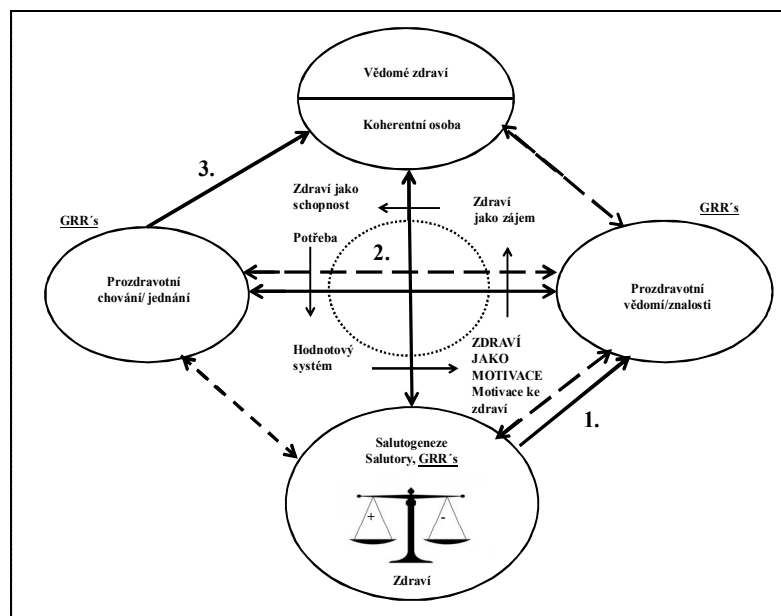 Vědomé zdraví
Koherentní osoba
3.
Zdraví jako
schopnost
Zdraví
jako zájem
GRR´s
GRR´s
Potřeba
2.
Prozdravotní
chování/ jednání
Prozdravotní
vědomí/znalosti
Hodnotový
systém
ZDRAVÍ
JAKO
MOTIVACE
Motivace ke
zdraví
1.
Salutogeneze
Salutory, GRR´s
+
-
Zdraví